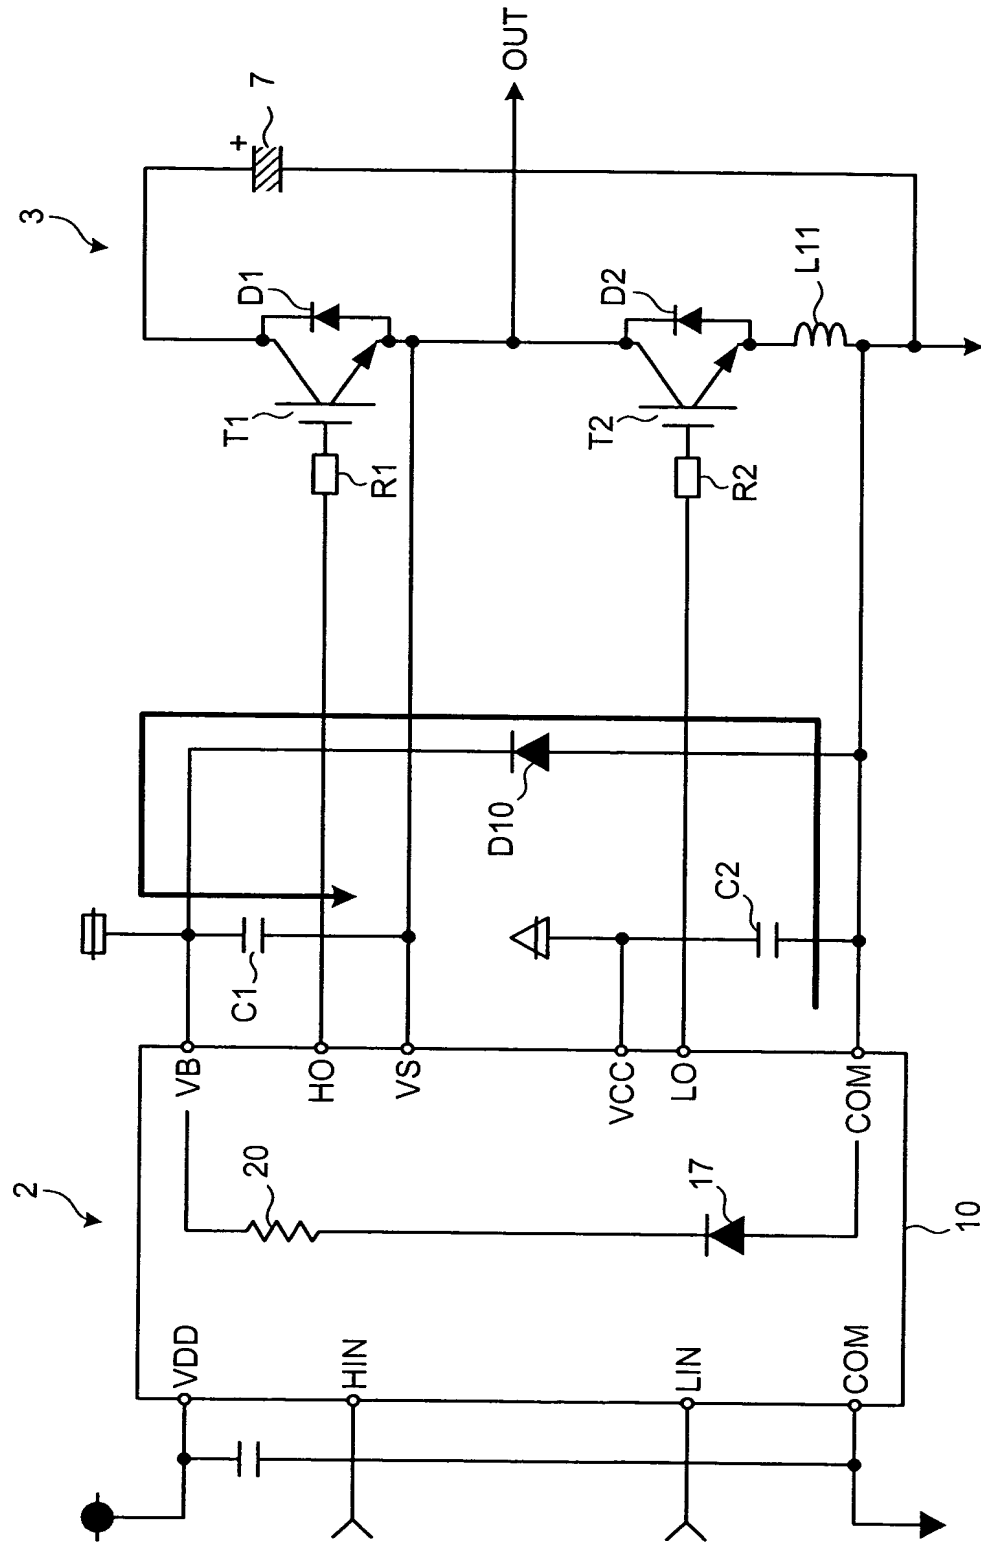 2
3
VDD
HIN
LIN
COM
20
17
10
VB
HO
VS
VCC
LO
COM
C1
C2
D10
T1
R1
D1
T2
R2
D2
L11
+
7
OUT